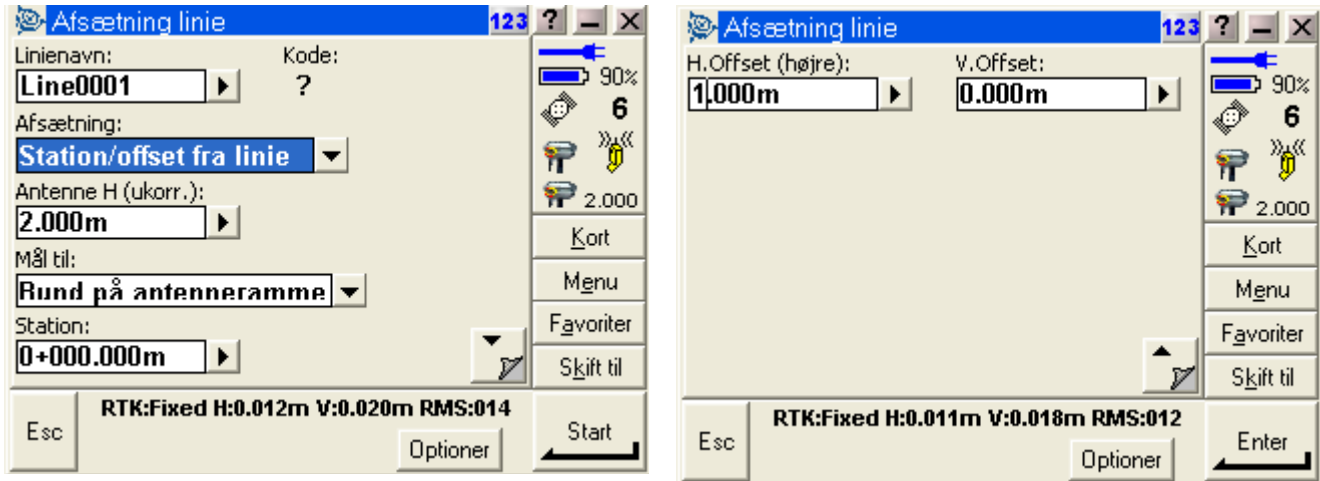 Afsætning linie 123 ? X
Linienavn: Kode:
Line0001 ?
90%
Afsætning:
6
Station/offset fra linie
Antenne H (ukorr.):
2.000
2.000m
Kort
Mål til:
Menu
Bund på antenneramme
Station:
Favoriter
0+000.000m
Skift til
RTK:Fixed H:0.012m V:0.020m RMS:014
Esc
Optioner
Start
Afsætning linie 123 ? X
H.Offset (højre): V.Offset:
1.000m 0.000m
90%
6
2.000
Kort
Menu
Favoriter
Skift til
RTK:Fixed H:0.011m V:0.018m RMS:012
Esc
Optioner
Enter